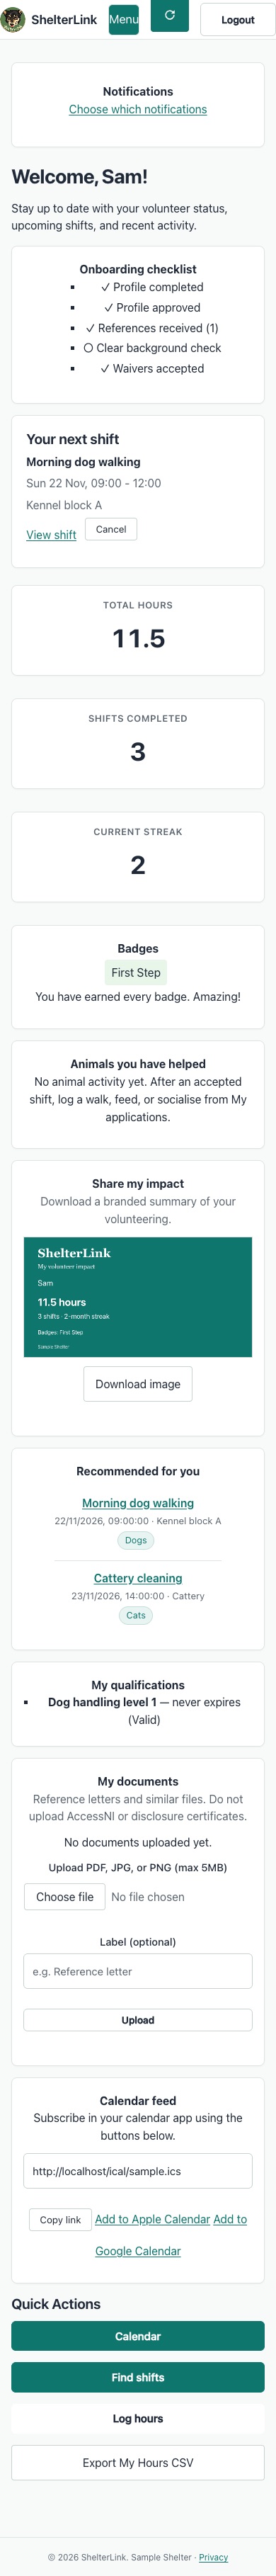 ShelterLink
Menu
Logout
Notifications
Choose which notifications
Welcome, Sam!
Stay up to date with your volunteer status,
upcoming shifts, and recent activity.
Onboarding checklist
✓ Profile completed
✓ Profile approved
✓ References received (1)
○ Clear background check
✓ Waivers accepted
Your next shift
Morning dog walking
Sun 22 Nov, 09:00 - 12:00
Kennel block A
View shift
Cancel
TOTAL HOURS
11.5
SHIFTS COMPLETED
3
CURRENT STREAK
2
Badges
First Step
You have earned every badge. Amazing!
Animals you have helped
No animal activity yet. After an accepted
shift, log a walk, feed, or socialise from My
applications.
Share my impact
Download a branded summary of your
volunteering.
ShelterLink
My volunteer impact
Sam
11.5 hours
3 shifts · 2-month streak
Badges: First Step
Sample Shelter
Download image
Recommended for you
Morning dog walking
22/11/2026, 09:00:00 · Kennel block A
Dogs
Cattery cleaning
23/11/2026, 14:00:00 · Cattery
Cats
My qualifications
Dog handling level 1 — never expires
(Valid)
My documents
Reference letters and similar files. Do not
upload AccessNI or disclosure certificates.
No documents uploaded yet.
Upload PDF, JPG, or PNG (max 5MB)
Choose file No file chosen
Label (optional)
e.g. Reference letter
Upload
Calendar feed
Subscribe in your calendar app using the
buttons below.
http://localhost/ical/sample.ics
Copy link Add to Apple Calendar Add to
Google Calendar
Quick Actions
Calendar
Find shifts
Log hours
Export My Hours CSV
© 2026 ShelterLink. Sample Shelter · Privacy